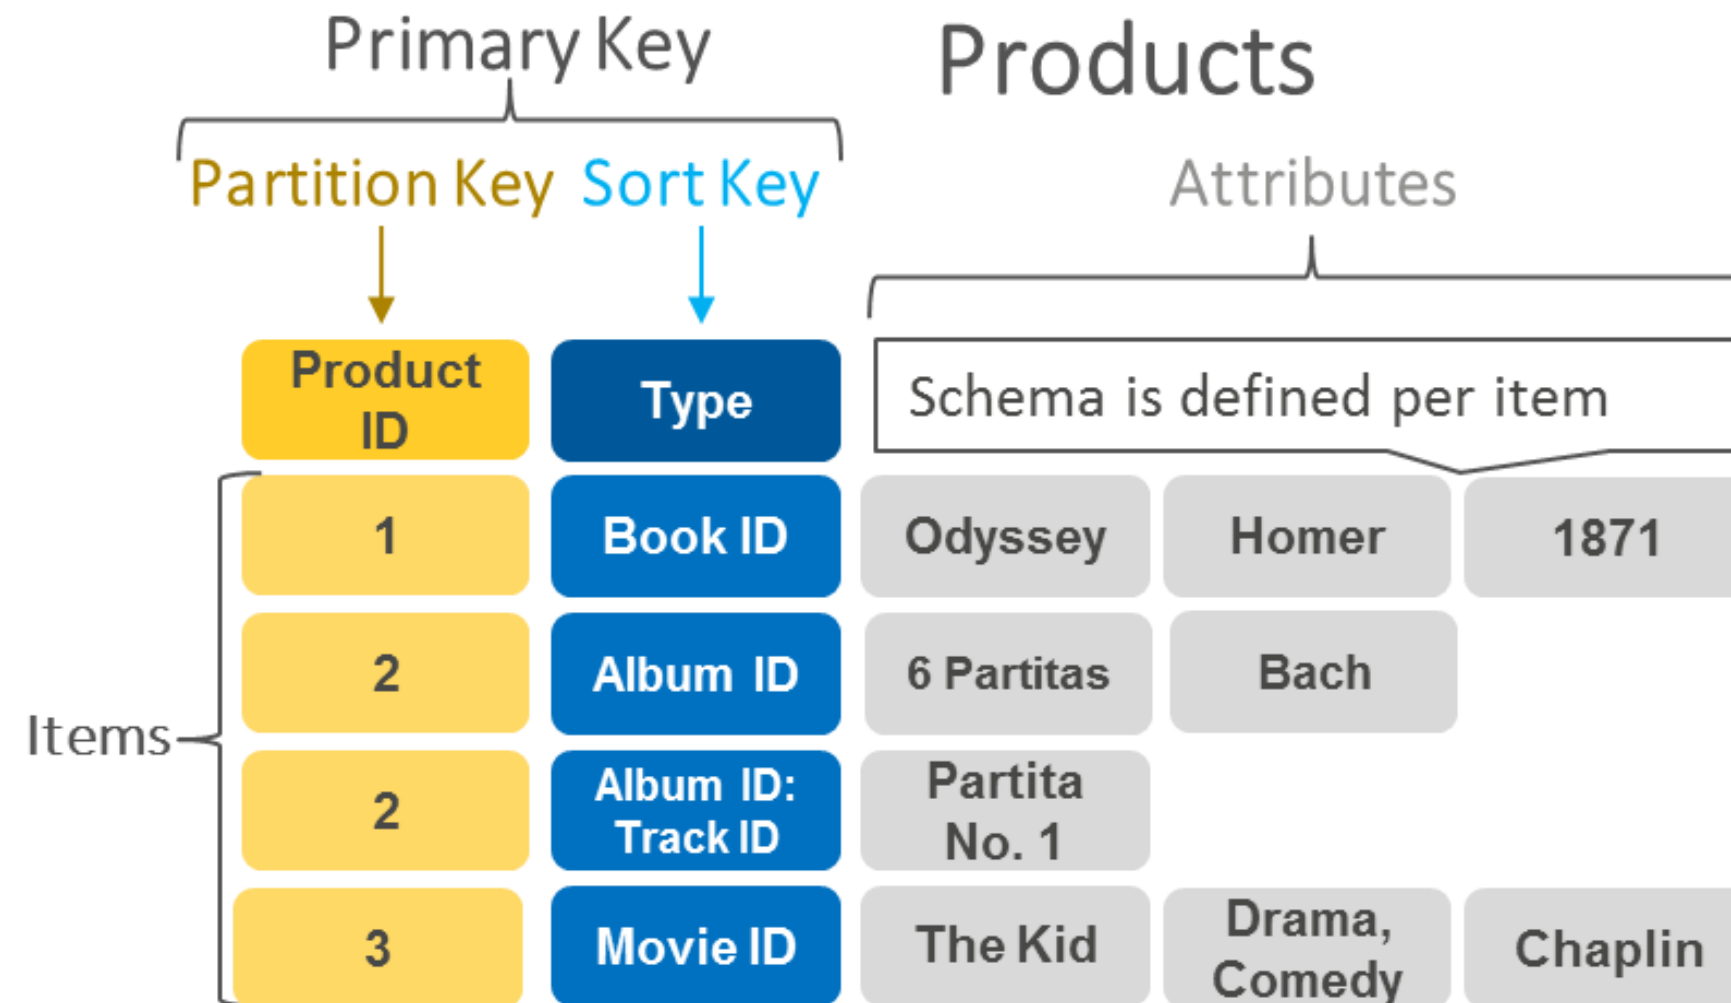 Primary Key
Products
Partition Key Sort Key
Attributes
Product
ID
Type
Schema is defined per item
1
Book ID
Odyssey
Homer
1871
2
Album ID
6 Partitas
Bach
Items
2
Album ID:
Track ID
Partita
No. 1
3
Movie ID
The Kid
Drama,
Comedy
Chaplin